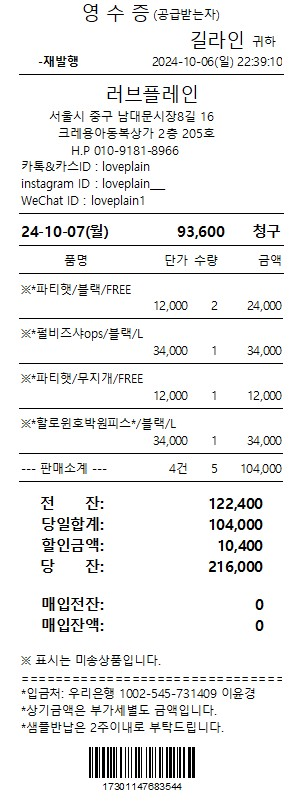 영 수 증 (공급받는자)
길라인 귀하
-재발행 2024-10-06(일) 22:39:10
러브플레인
서울시 중구 남대문시장8길 16
크레용아동복상가 2층 205호
H.P 010-9181-8966
카톡&카스ID : loveplain
instagram ID : loveplain__
WeChat ID : loveplain1
24-10-07(월) 93,600 청구
품명 단가 수량 금액
※*파티햇/블랙/FREE
12,000 2 24,000
※*펄비즈샤ops/블랙/L
34,000 1 34,000
※*파티햇/무지개/FREE
12,000 1 12,000
※*할로윈호박원피스*/블랙/L
34,000 1 34,000
--- 판매소계 --- 4건 5 104,000
전 잔: 122,400
당일합계: 104,000
할인금액: 10,400
당 잔: 216,000
매입전잔: 0
매입잔액: 0
※ 표시는 미송상품입니다.
==============================
*입금처: 우리은행 1002-545-731409 이윤경
*상기금액은 부가세별도 금액입니다.
*샘플반납은 2주이내로 부탁드립니다.
17301147683544